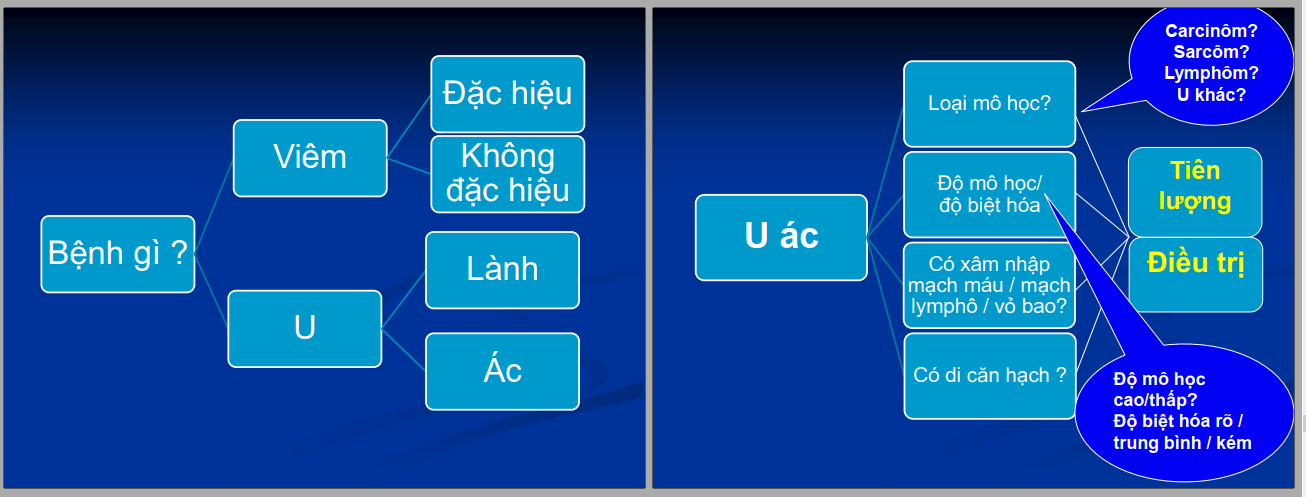 Bệnh gì ?
Viêm
Đặc hiệu
Không
đặc hiệu
U
Lành
Ác
U ác
Loại mô học?
Độ mô học/
độ biệt hóa
Có xâm nhập
mạch máu / mạch
lymphô / vỏ bao?
Có di căn hạch ?
Carcinôm?
Sarcôm?
Lymphôm?
U khác?
Tiên
lượng
Điều trị
Độ mô học
cao/thấp?
Độ biệt hóa rõ /
trung bình / kém